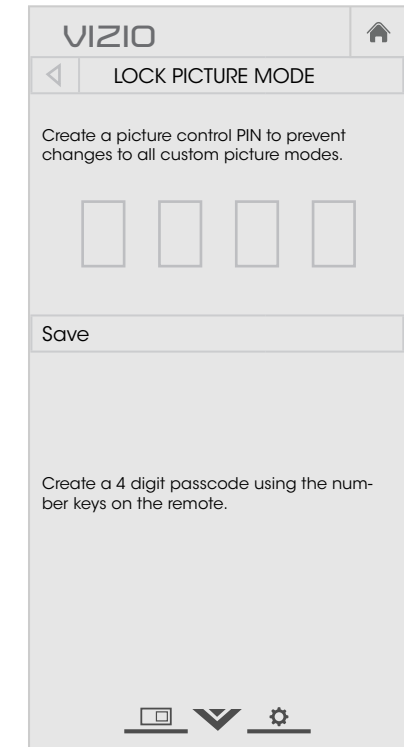 VIZIO
LOCK PICTURE MODE
Create a picture control PIN to prevent
changes to all custom picture modes.
Save
Create a 4 digit passcode using the num-
ber keys on the remote.